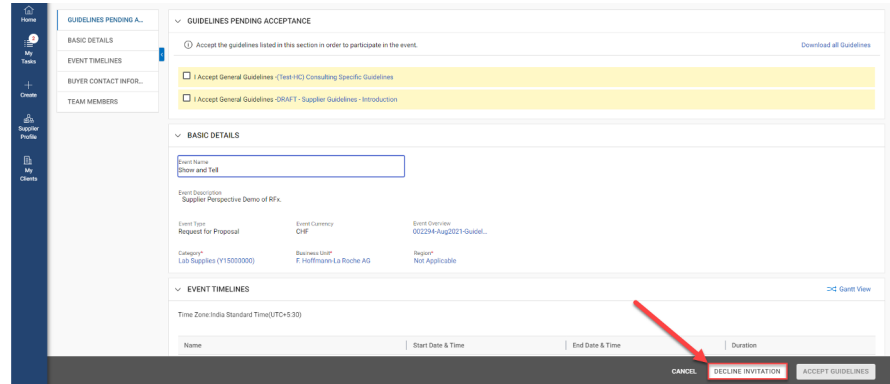 Home
2
My
Tasks
Create
Supplier
Profile
My
Clients
GUIDELINES PENDING A...
BASIC DETAILS
EVENT TIMELINES
BUYER CONTACT INFOR...
TEAM MEMBERS
GUIDELINES PENDING ACCEPTANCE
Accept the guidelines listed in this section in order to participate in the event.
Download all Guidelines
I Accept General Guidelines -(Test-HC) Consulting Specific Guidelines
I Accept General Guidelines -DRAFT - Supplier Guidelines - Introduction
BASIC DETAILS
Event Name
Show and Tell
Event Description
Supplier Perspective Demo of RFx.
Event Type
Request for Proposal
Event Currency
CHF
Event Overview
002294-Aug2021-Guidel...
Category*
Lab Supplies (Y15000000)
Business Unit*
F. Hoffmann-La Roche AG
Region*
Not Applicable
EVENT TIMELINES
Gantt View
Time Zone:India Standard Time(UTC+5:30)
Name
Start Date & Time
End Date & Time
Duration
CANCEL
DECLINE INVITATION
ACCEPT GUIDELINES